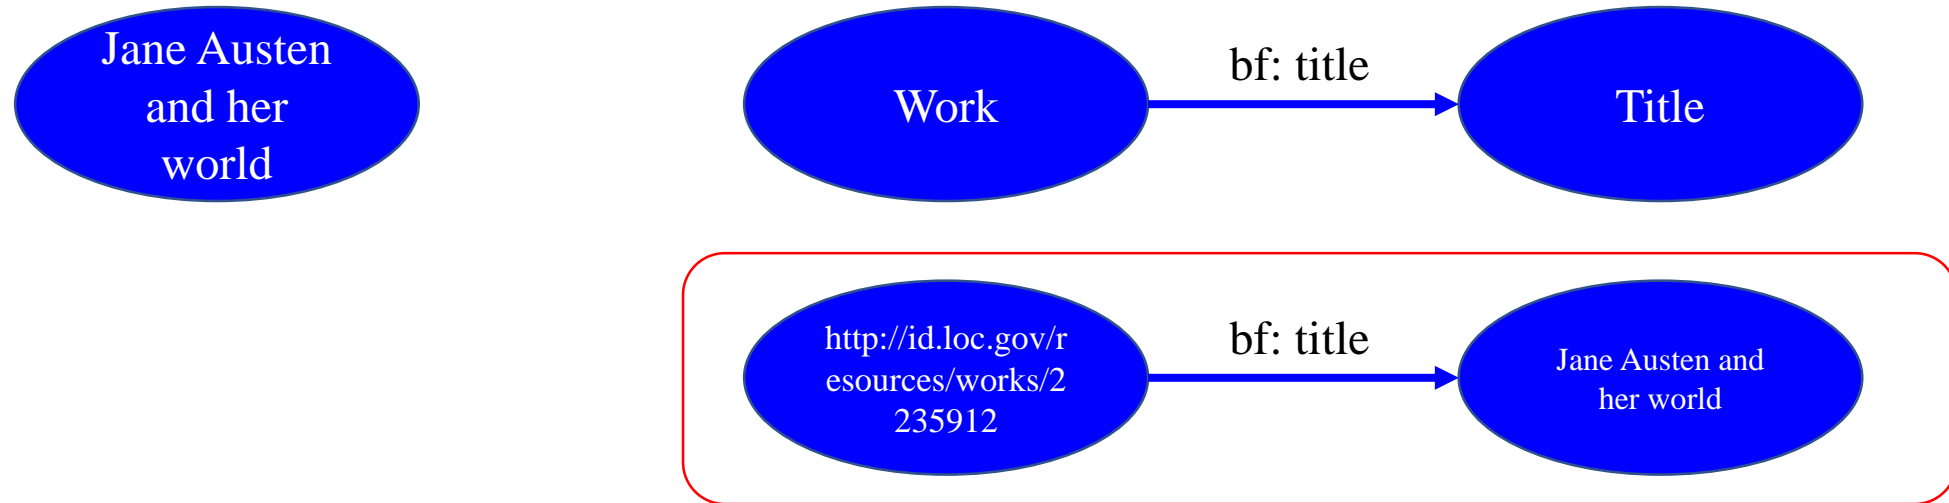 Jane Austen
and her
world
Work
bf: title
Title
http://id.loc.gov/r
esources/works/2
235912
bf: title
Jane Austen and
her world